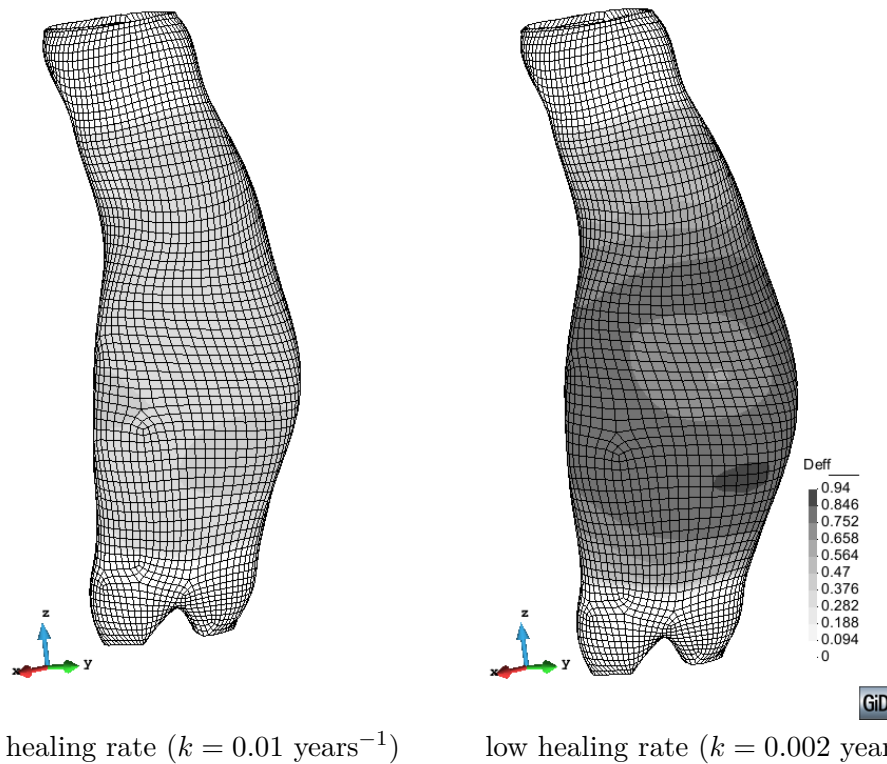 Deff
0.94
0.846
0.752
0.658
0.564
0.47
0.376
0.282
0.188
0.094
0
z
x
y
z
x
y
GiD
healing rate (k = 0.01 years⁻¹)
low healing rate (k = 0.002 year